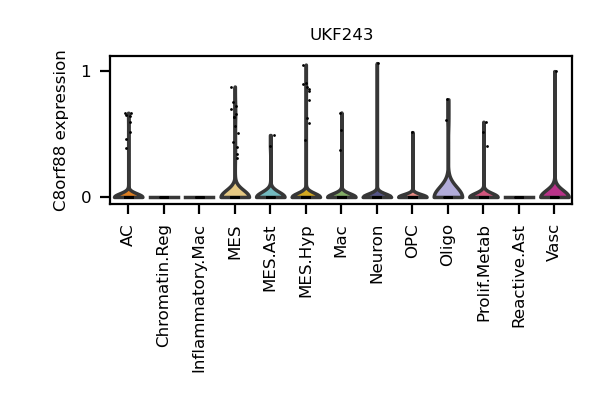 UKF243
C8orf88 expression
1
0
AC
Chromatin.Reg
Inflammatory.Mac
MES
MES.Ast
MES.Hyp
Mac
Neuron
OPC
Oligo
Prolif.Metab
Reactive.Ast
Vasc